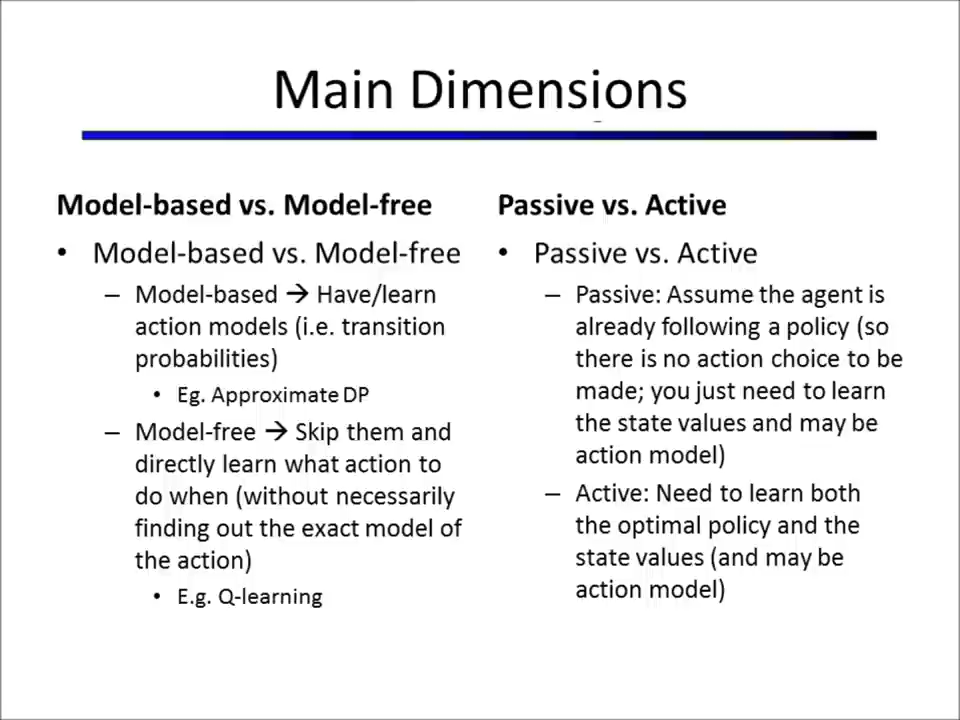 Main Dimensions
Model-based vs. Model-free
• Model-based vs. Model-free
– Model-based → Have/learn
action models (i.e. transition
probabilities)
• Eg. Approximate DP
– Model-free → Skip them and
directly learn what action to
do when (without necessarily
finding out the exact model of
the action)
• E.g. Q-learning
Passive vs. Active
• Passive vs. Active
– Passive: Assume the agent is
already following a policy (so
there is no action choice to be
made; you just need to learn
the state values and may be
action model)
– Active: Need to learn both
the optimal policy and the
state values (and may be
action model)